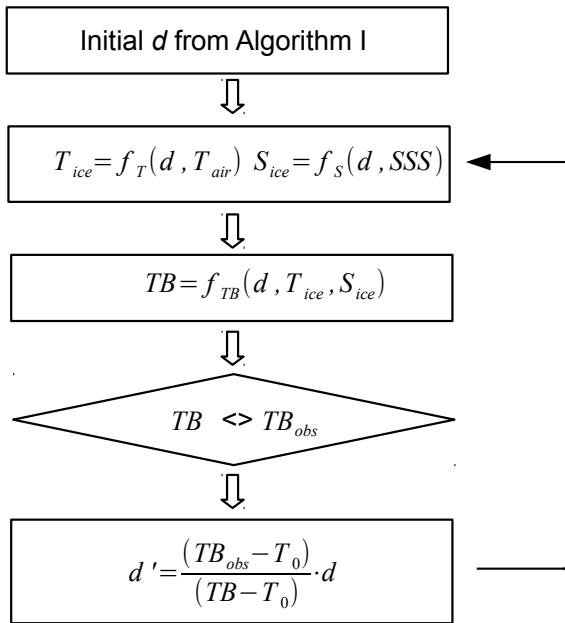 Initial d from Algorithm I
T_ice = f_T(d , T_air) S_ice = f_S(d , SSS)
TB = f_TB(d , T_ice , S_ice)
TB <> TB_obs
d ' = (TB_obs − T_0) / (TB − T_0) · d